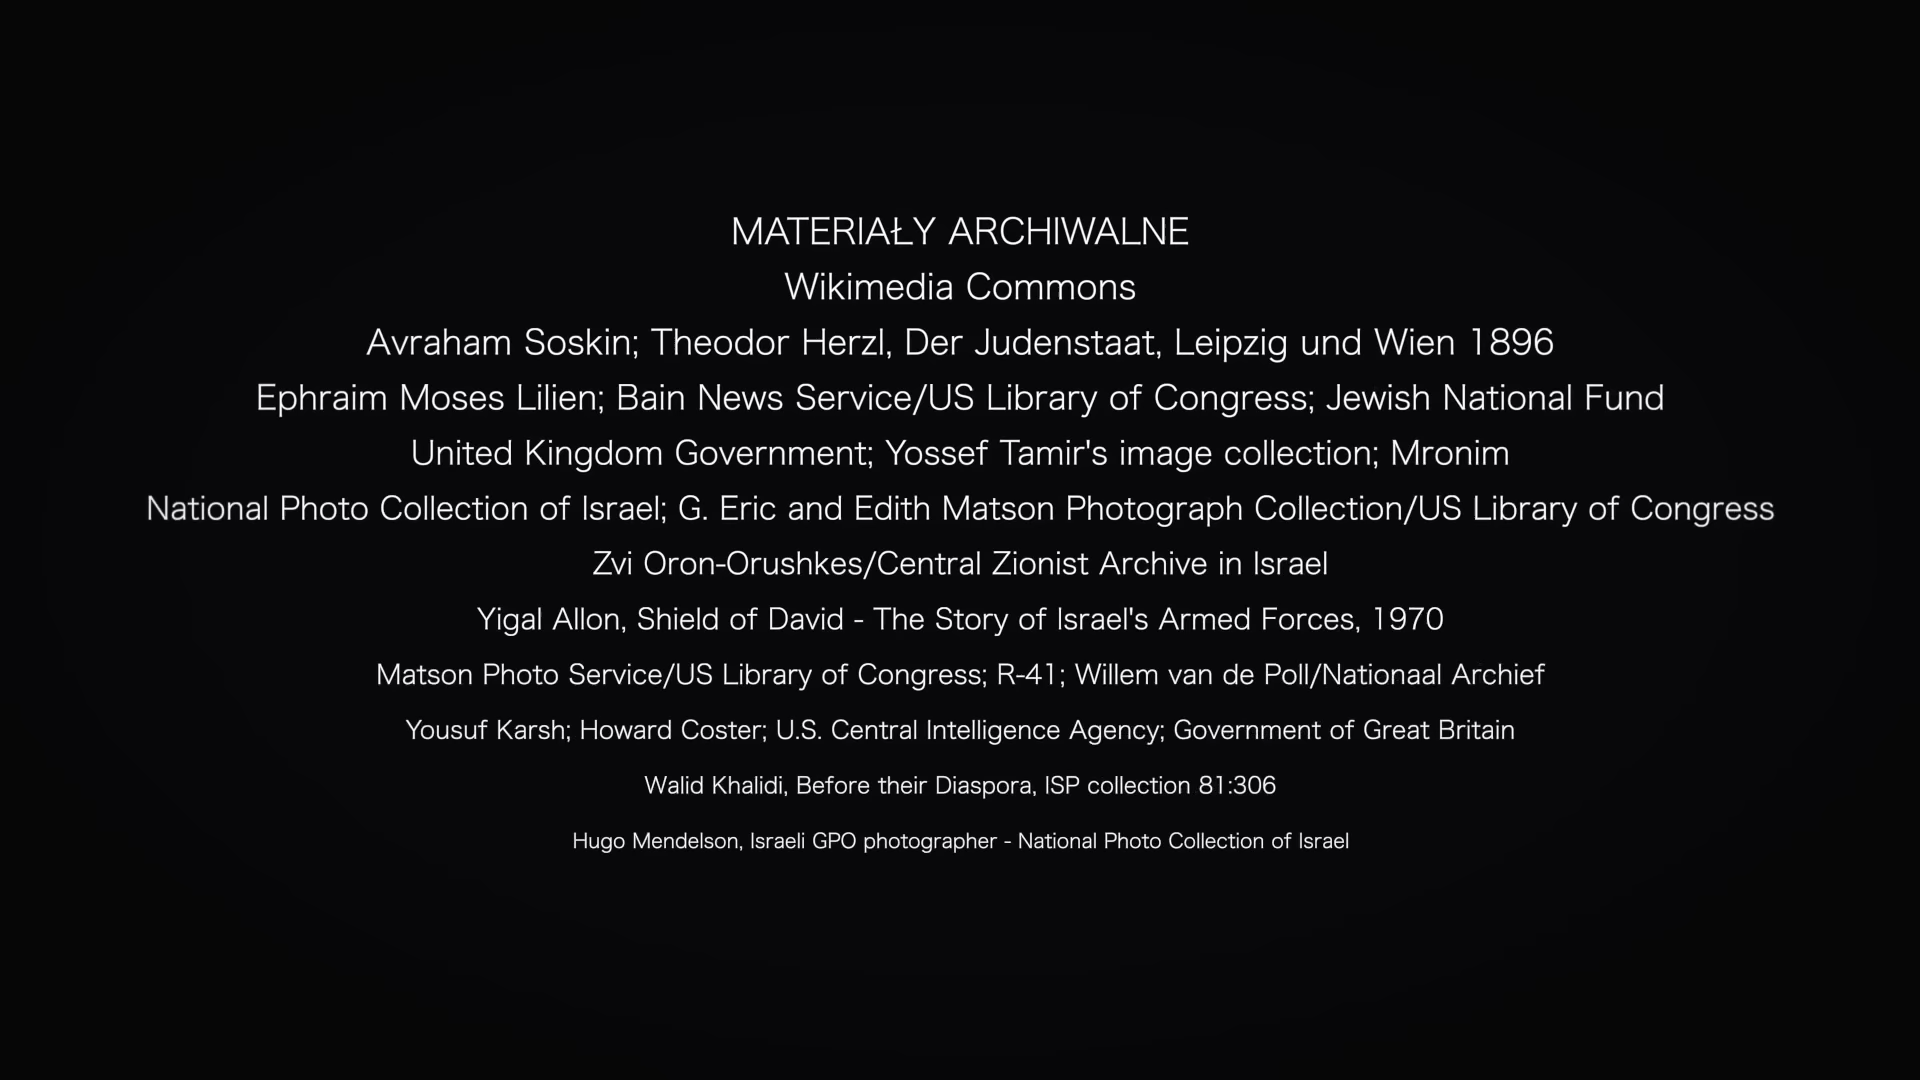 MATERIAŁY ARCHIWALNE
Wikimedia Commons
Avraham Soskin; Theodor Herzl, Der Judenstaat, Leipzig und Wien 1896
Ephraim Moses Lilien; Bain News Service/US Library of Congress; Jewish National Fund
United Kingdom Government; Yossef Tamir's image collection; Mronim
National Photo Collection of Israel; G. Eric and Edith Matson Photograph Collection/US Library of Congress
Zvi Oron-Orushkes/Central Zionist Archive in Israel
Yigal Allon, Shield of David - The Story of Israel's Armed Forces, 1970
Matson Photo Service/US Library of Congress; R-41; Willem van de Poll/Nationaal Archief
Yousuf Karsh; Howard Coster; U.S. Central Intelligence Agency; Government of Great Britain
Walid Khalidi, Before their Diaspora, ISP collection 81:306
Hugo Mendelson, Israeli GPO photographer - National Photo Collection of Israel